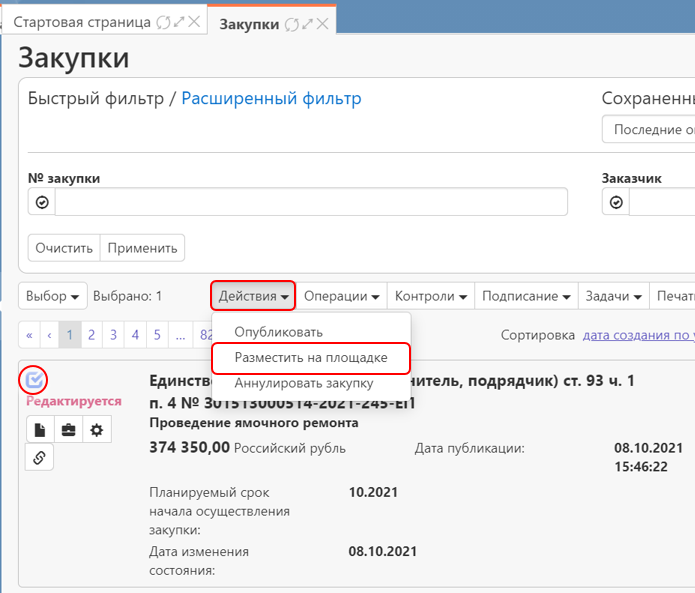 Стартовая страница
Закупки
Закупки
Быстрый фильтр / Расширенный фильтр
Сохраненн
№ закупки
Заказчик
Последние о
Очистить
Применить
Выбор
Выбрано: 1
Действия
Операции
Контроли
Подписание
Задачи
Печат
« ‹ 1 2 3 4 5 ... 82
Опубликовать
Разместить на площадке
Аннулировать закупку
Сортировка дата создания по
Редактируется
Единств нитель, подрядчик) ст. 93 ч. 1
п. 4 № 301513000514-2021-245-ЕП
Проведение ямочного ремонта
374 350,00 Российский рубль
Дата публикации:
08.10.2021
15:46:22
Планируемый срок
начала осуществления
закупки:
10.2021
Дата изменения
состояния:
08.10.2021